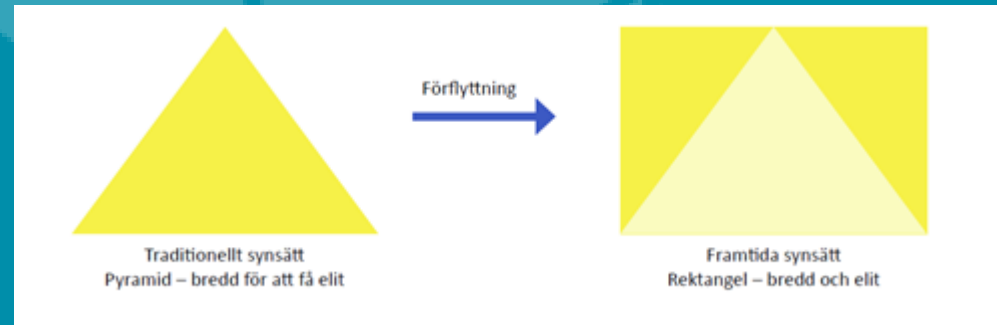 Förflyttning
Traditionellt synsätt
Pyramid – bredd för att få elit
Framtida synsätt
Rektangel – bredd och elit